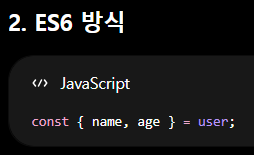 2. ES6 방식
</> JavaScript
const { name, age } = user;